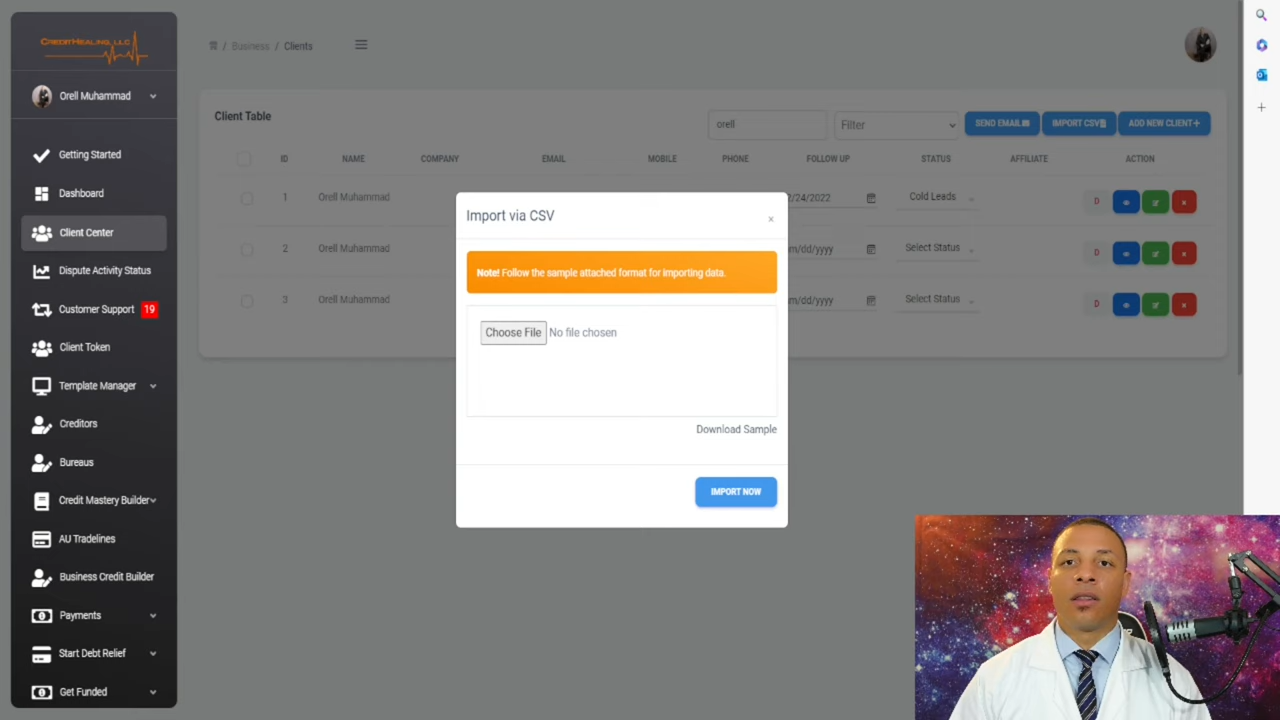 CREDITHEALING, LLC
Orell Muhammad
Getting Started
Dashboard
Client Center
Dispute Activity Status
Customer Support 19
Client Token
Template Manager
Creditors
Bureaus
Credit Mastery Builder
AU Tradelines
Business Credit Builder
Payments
Start Debt Relief
Get Funded
/ Business / Clients
Client Table
orell
Filter
SEND EMAIL
IMPORT CSV
ADD NEW CLIENT+
ID NAME COMPANY EMAIL MOBILE PHONE FOLLOW UP STATUS AFFILIATE ACTION
1 Orell Muhammad 2/24/2022 Cold Leads D
2 Orell Muhammad m/dd/yyyy Select Status D
3 Orell Muhammad m/dd/yyyy Select Status D
Import via CSV
×
Note! Follow the sample attached format for importing data.
Choose File No file chosen
Download Sample
IMPORT NOW